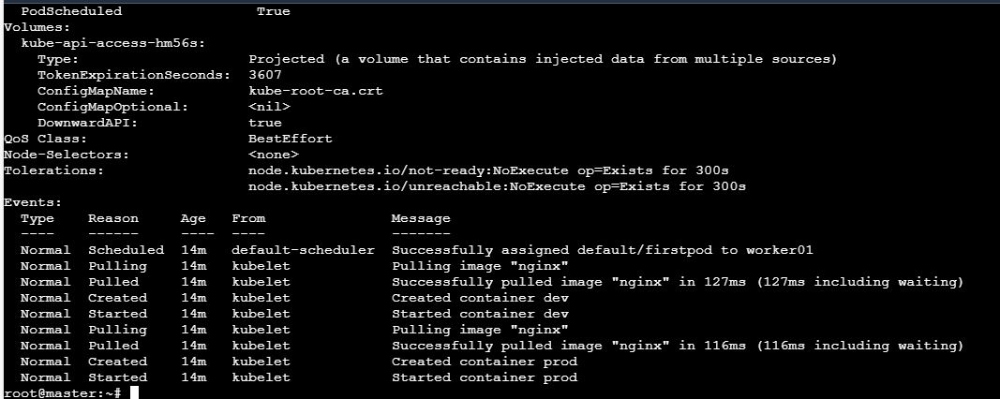 PodScheduled                True
Volumes:
  kube-api-access-hm56s:
    Type:                    Projected (a volume that contains injected data from multiple sources)
    TokenExpirationSeconds:  3607
    ConfigMapName:           kube-root-ca.crt
    ConfigMapOptional:       <nil>
    DownwardAPI:             true
QoS Class:                   BestEffort
Node-Selectors:              <none>
Tolerations:                 node.kubernetes.io/not-ready:NoExecute op=Exists for 300s
                             node.kubernetes.io/unreachable:NoExecute op=Exists for 300s
Events:
  Type    Reason     Age   From               Message
  ----    ------     ----  ----               -------
  Normal  Scheduled  14m   default-scheduler  Successfully assigned default/firstpod to worker01
  Normal  Pulling    14m   kubelet            Pulling image "nginx"
  Normal  Pulled     14m   kubelet            Successfully pulled image "nginx" in 127ms (127ms including waiting)
  Normal  Created    14m   kubelet            Created container dev
  Normal  Started    14m   kubelet            Started container dev
  Normal  Pulling    14m   kubelet            Pulling image "nginx"
  Normal  Pulled     14m   kubelet            Successfully pulled image "nginx" in 116ms (116ms including waiting)
  Normal  Created    14m   kubelet            Created container prod
  Normal  Started    14m   kubelet            Started container prod
root@master:~#